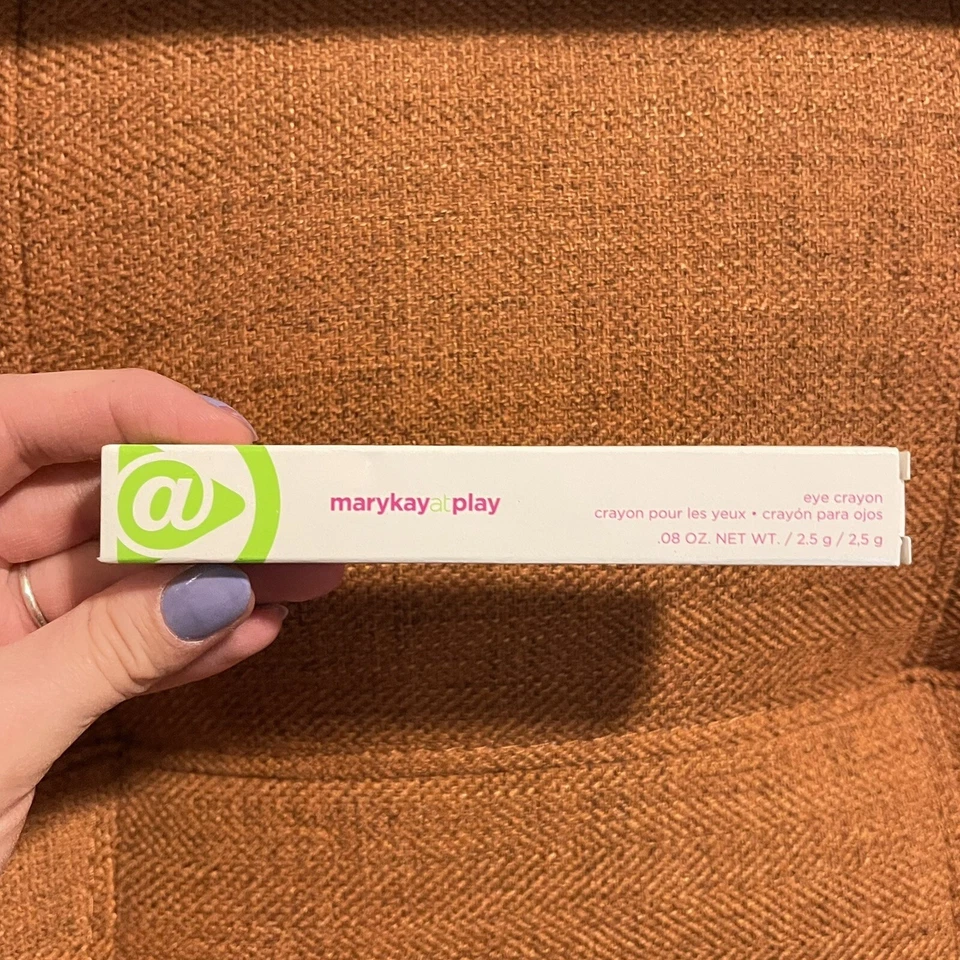 @
marykayatplay
eye crayon
crayon pour les yeux • crayón para ojos
.08 OZ. NET WT. / 2.5 g / 2,5 g